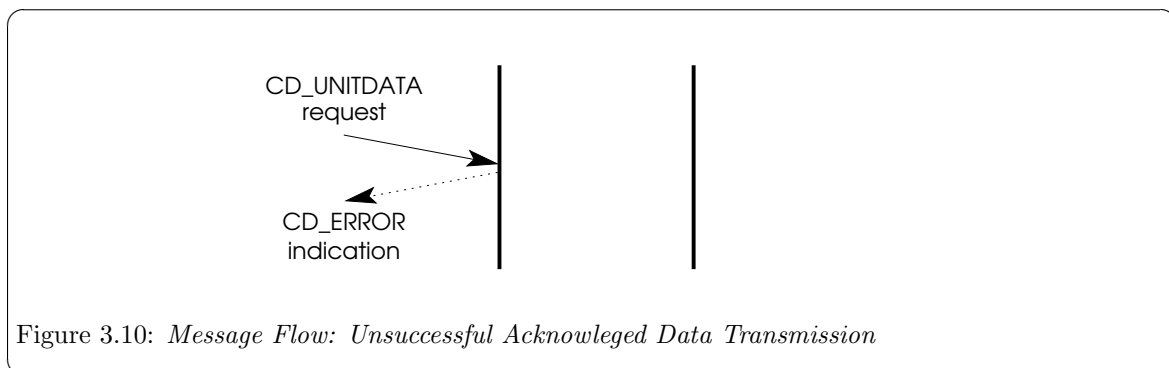 CD_UNITDATA
request
CD_ERROR
indication
Figure 3.10: Message Flow: Unsuccessful Acknowleged Data Transmission